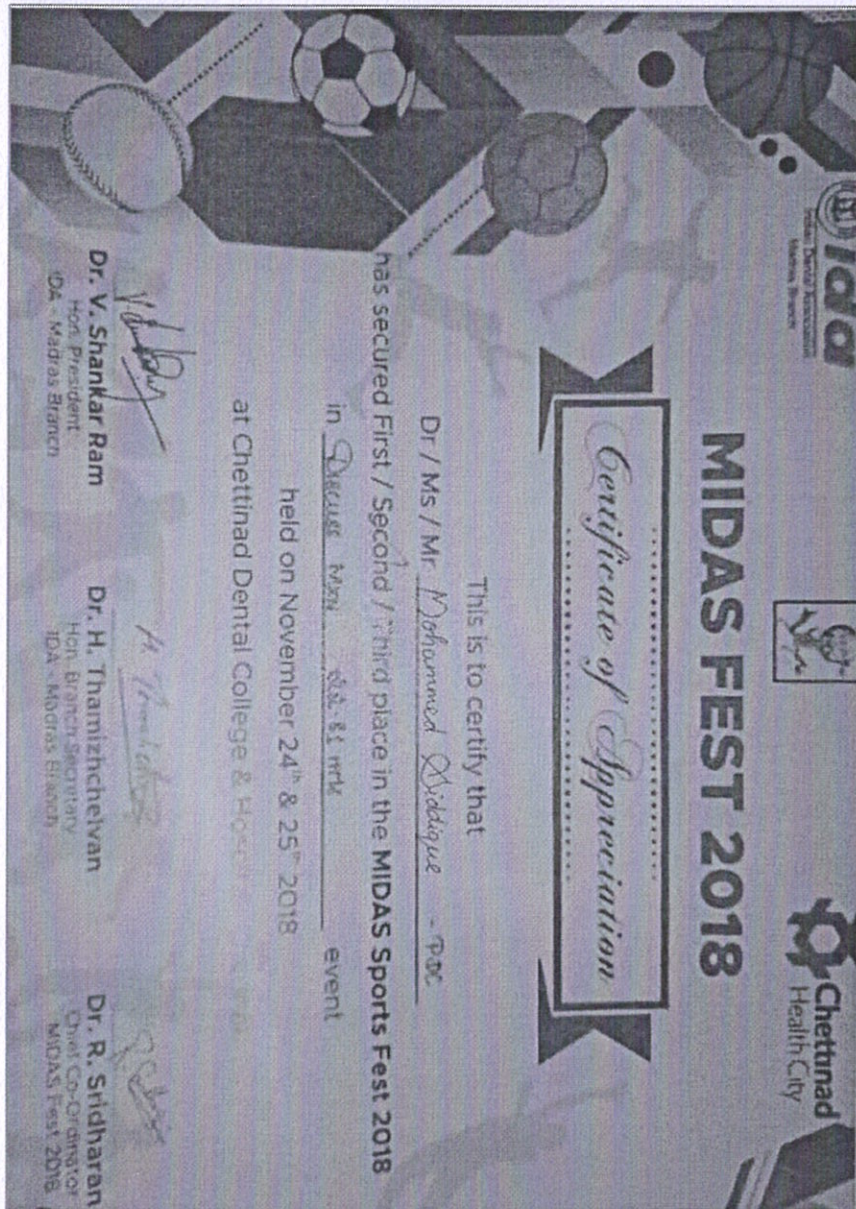 ida
Indian Dental Association
Madras Branch
Chettinad
Health City
MIDAS FEST 2018
Certificate of Appreciation
This is to certify that
Dr / Ms / Mr Mohammed Siddique - PDC
has secured First / Second / Third place in the MIDAS Sports Fest 2018
in Discuss Men event
held on November 24th & 25th 2018
at Chettinad Dental College &
Dr. V. Shankar Ram
Hon. President
IDA - Madras Branch
Dr. H. Thamizhchelvan
Hon. Branch Secretary
IDA - Madras Branch
Dr. R. Sridharan
Chief Co-Ordinator
MIDAS Fest 2018